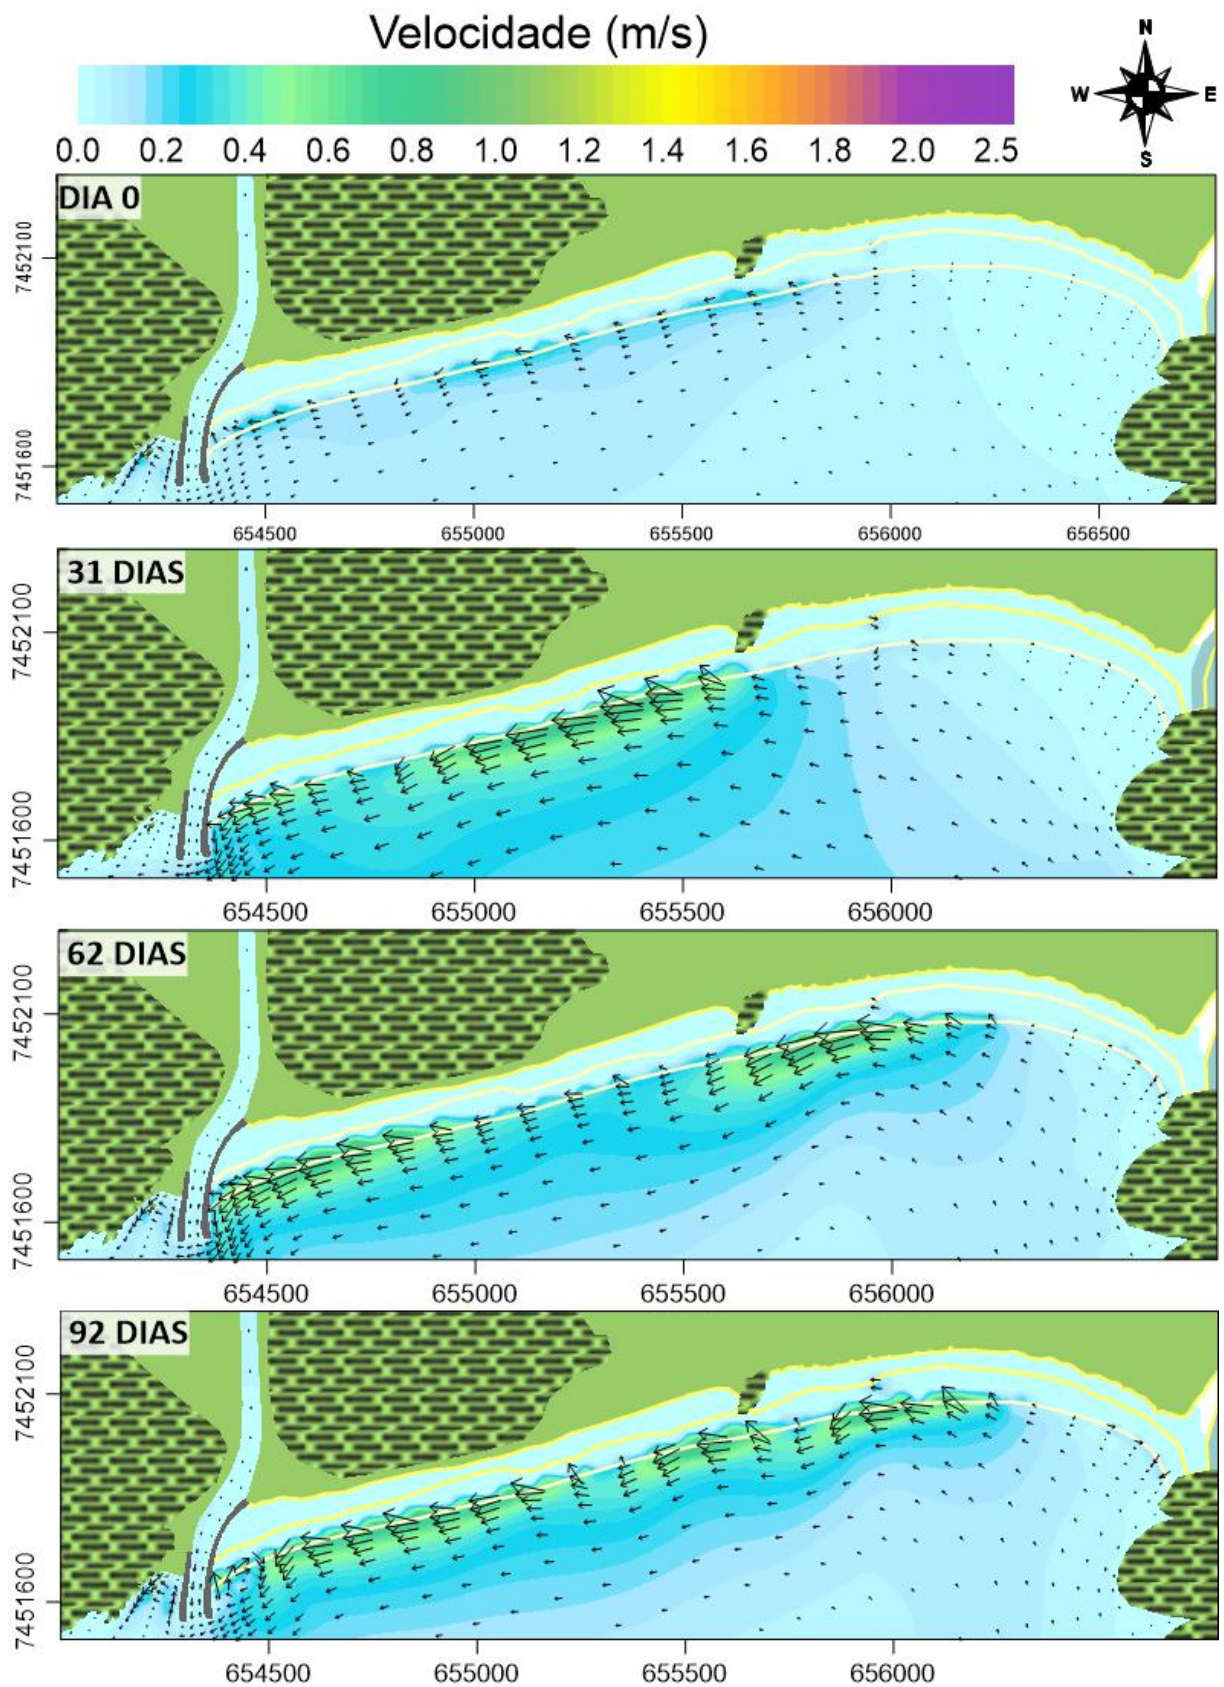 Velocidade (m/s)
N
W E
S
0.0 0.2 0.4 0.6 0.8 1.0 1.2 1.4 1.6 1.8 2.0 2.5
DIA 0
7452100
7451600
654500 655000 655500 656000 656500
31 DIAS
7452100
7451600
654500 655000 655500 656000
62 DIAS
7452100
7451600
654500 655000 655500 656000
92 DIAS
7452100
7451600
654500 655000 655500 656000